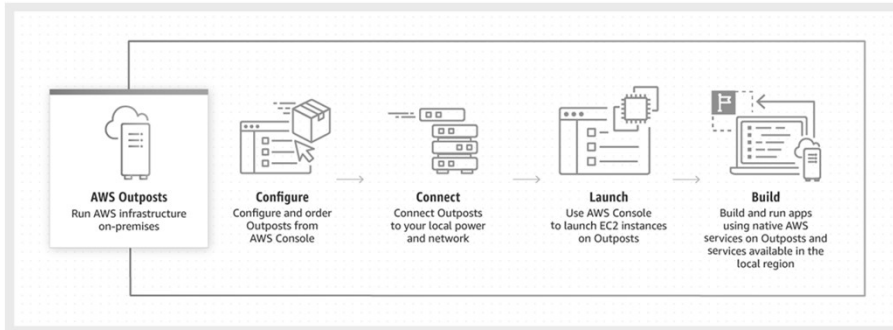 AWS Outposts
Run AWS infrastructure
on-premises
Configure
Configure and order
Outposts from
AWS Console
Connect
Connect Outposts
to your local power
and network
Launch
Use AWS Console
to launch EC2 instances
on Outposts
Build
Build and run apps
using native AWS
services on Outposts and
services available in the
local region